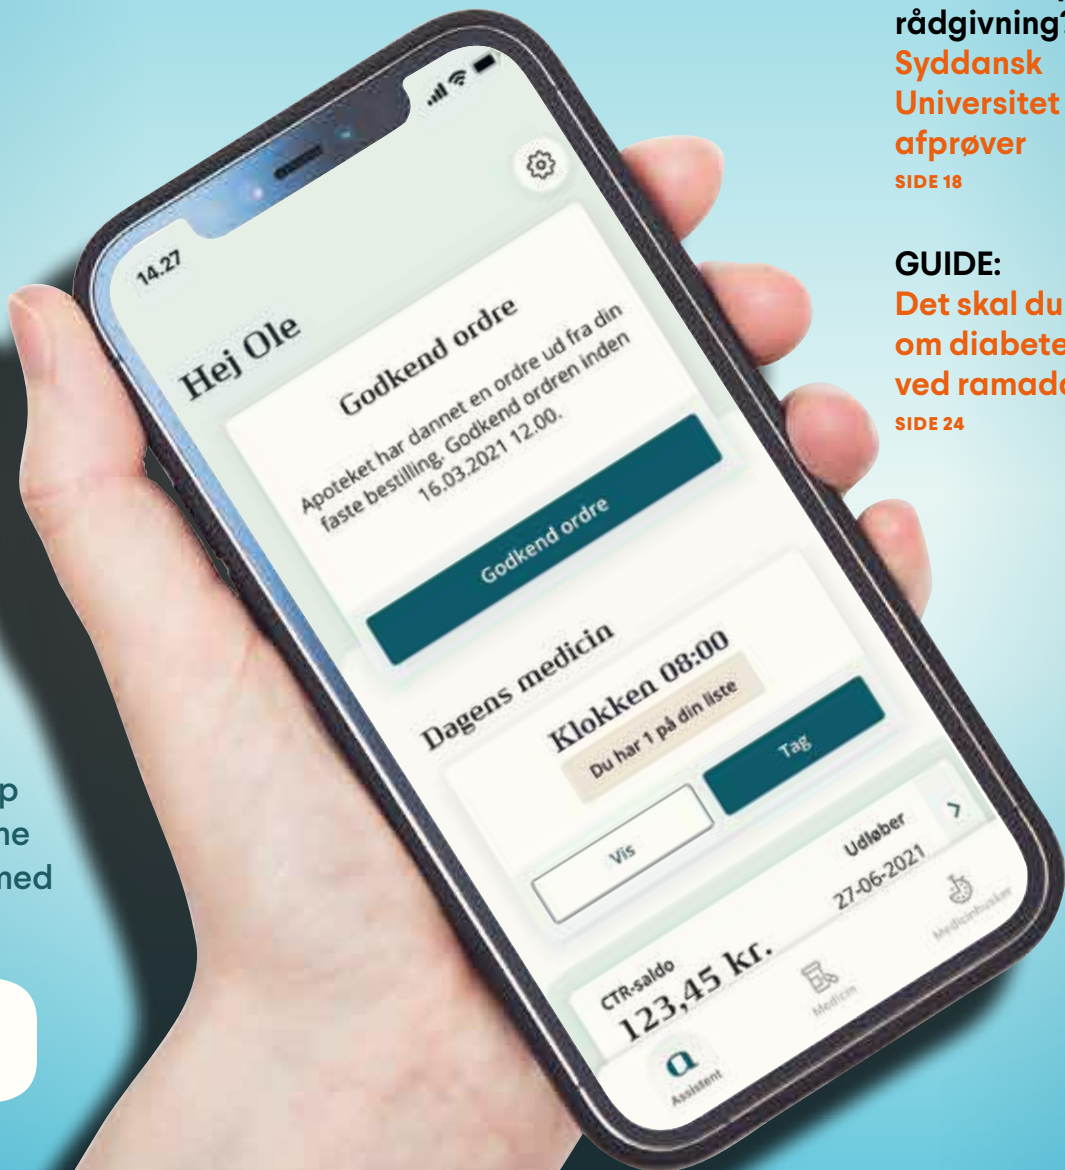 rådgivning?
Syddansk
Universitet
afprøver
SIDE 18
GUIDE:
Det skal du
om
ved
SIDE 24
14.27
Hej Ole
Godkend ordre
Apoteket har dannet en ordre ud fra din
faste bestilling. Godkend ordren inden
16.03.2021 12.00.
Godkend ordre
Dagens medicin
Klokken 08:00
Du har 1 på din liste
Vis
Tag
CTR-saldo
123,45 kr.
Udløber
27-06-2021
Assistent
Medicin
Medicinhusker
med